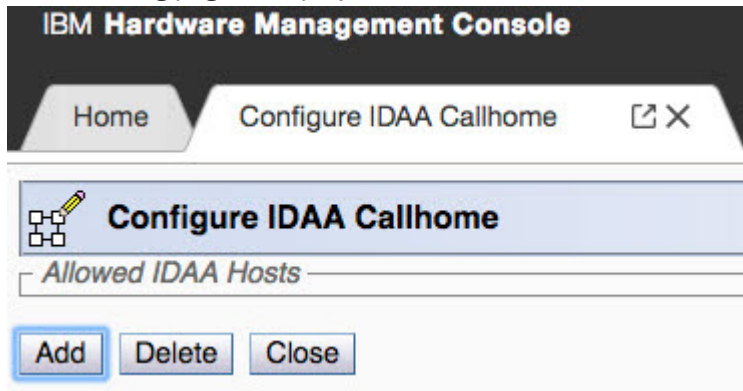 IBM Hardware Management Console
Home Configure IDAA Callhome
Configure IDAA Callhome
Allowed IDAA Hosts
Add Delete Close